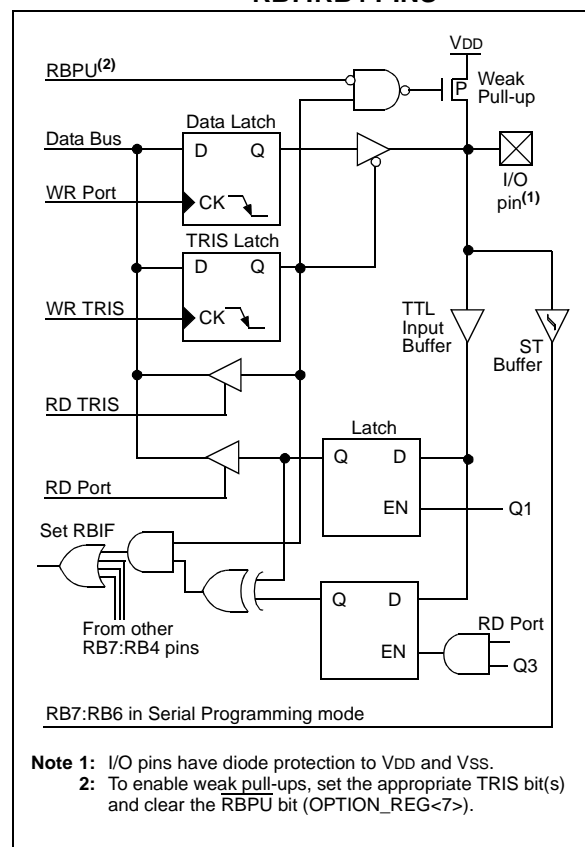 VDD
RBPU(2)
Weak
Pull-up
P
Data Latch
Data Bus
D Q
I/O
pin(1)
WR Port
CK
TRIS Latch
D Q
TTL
Input
Buffer
WR TRIS
CK
ST
Buffer
RD TRIS
Latch
Q D
RD Port
EN
Q1
Set RBIF
Q D
RD Port
From other
RB7:RB4 pins
EN
Q3
RB7:RB6 in Serial Programming mode
Note 1: I/O pins have diode protection to VDD and VSS.
2: To enable weak pull-ups, set the appropriate TRIS bit(s)
and clear the RBPU bit (OPTION_REG<7>).